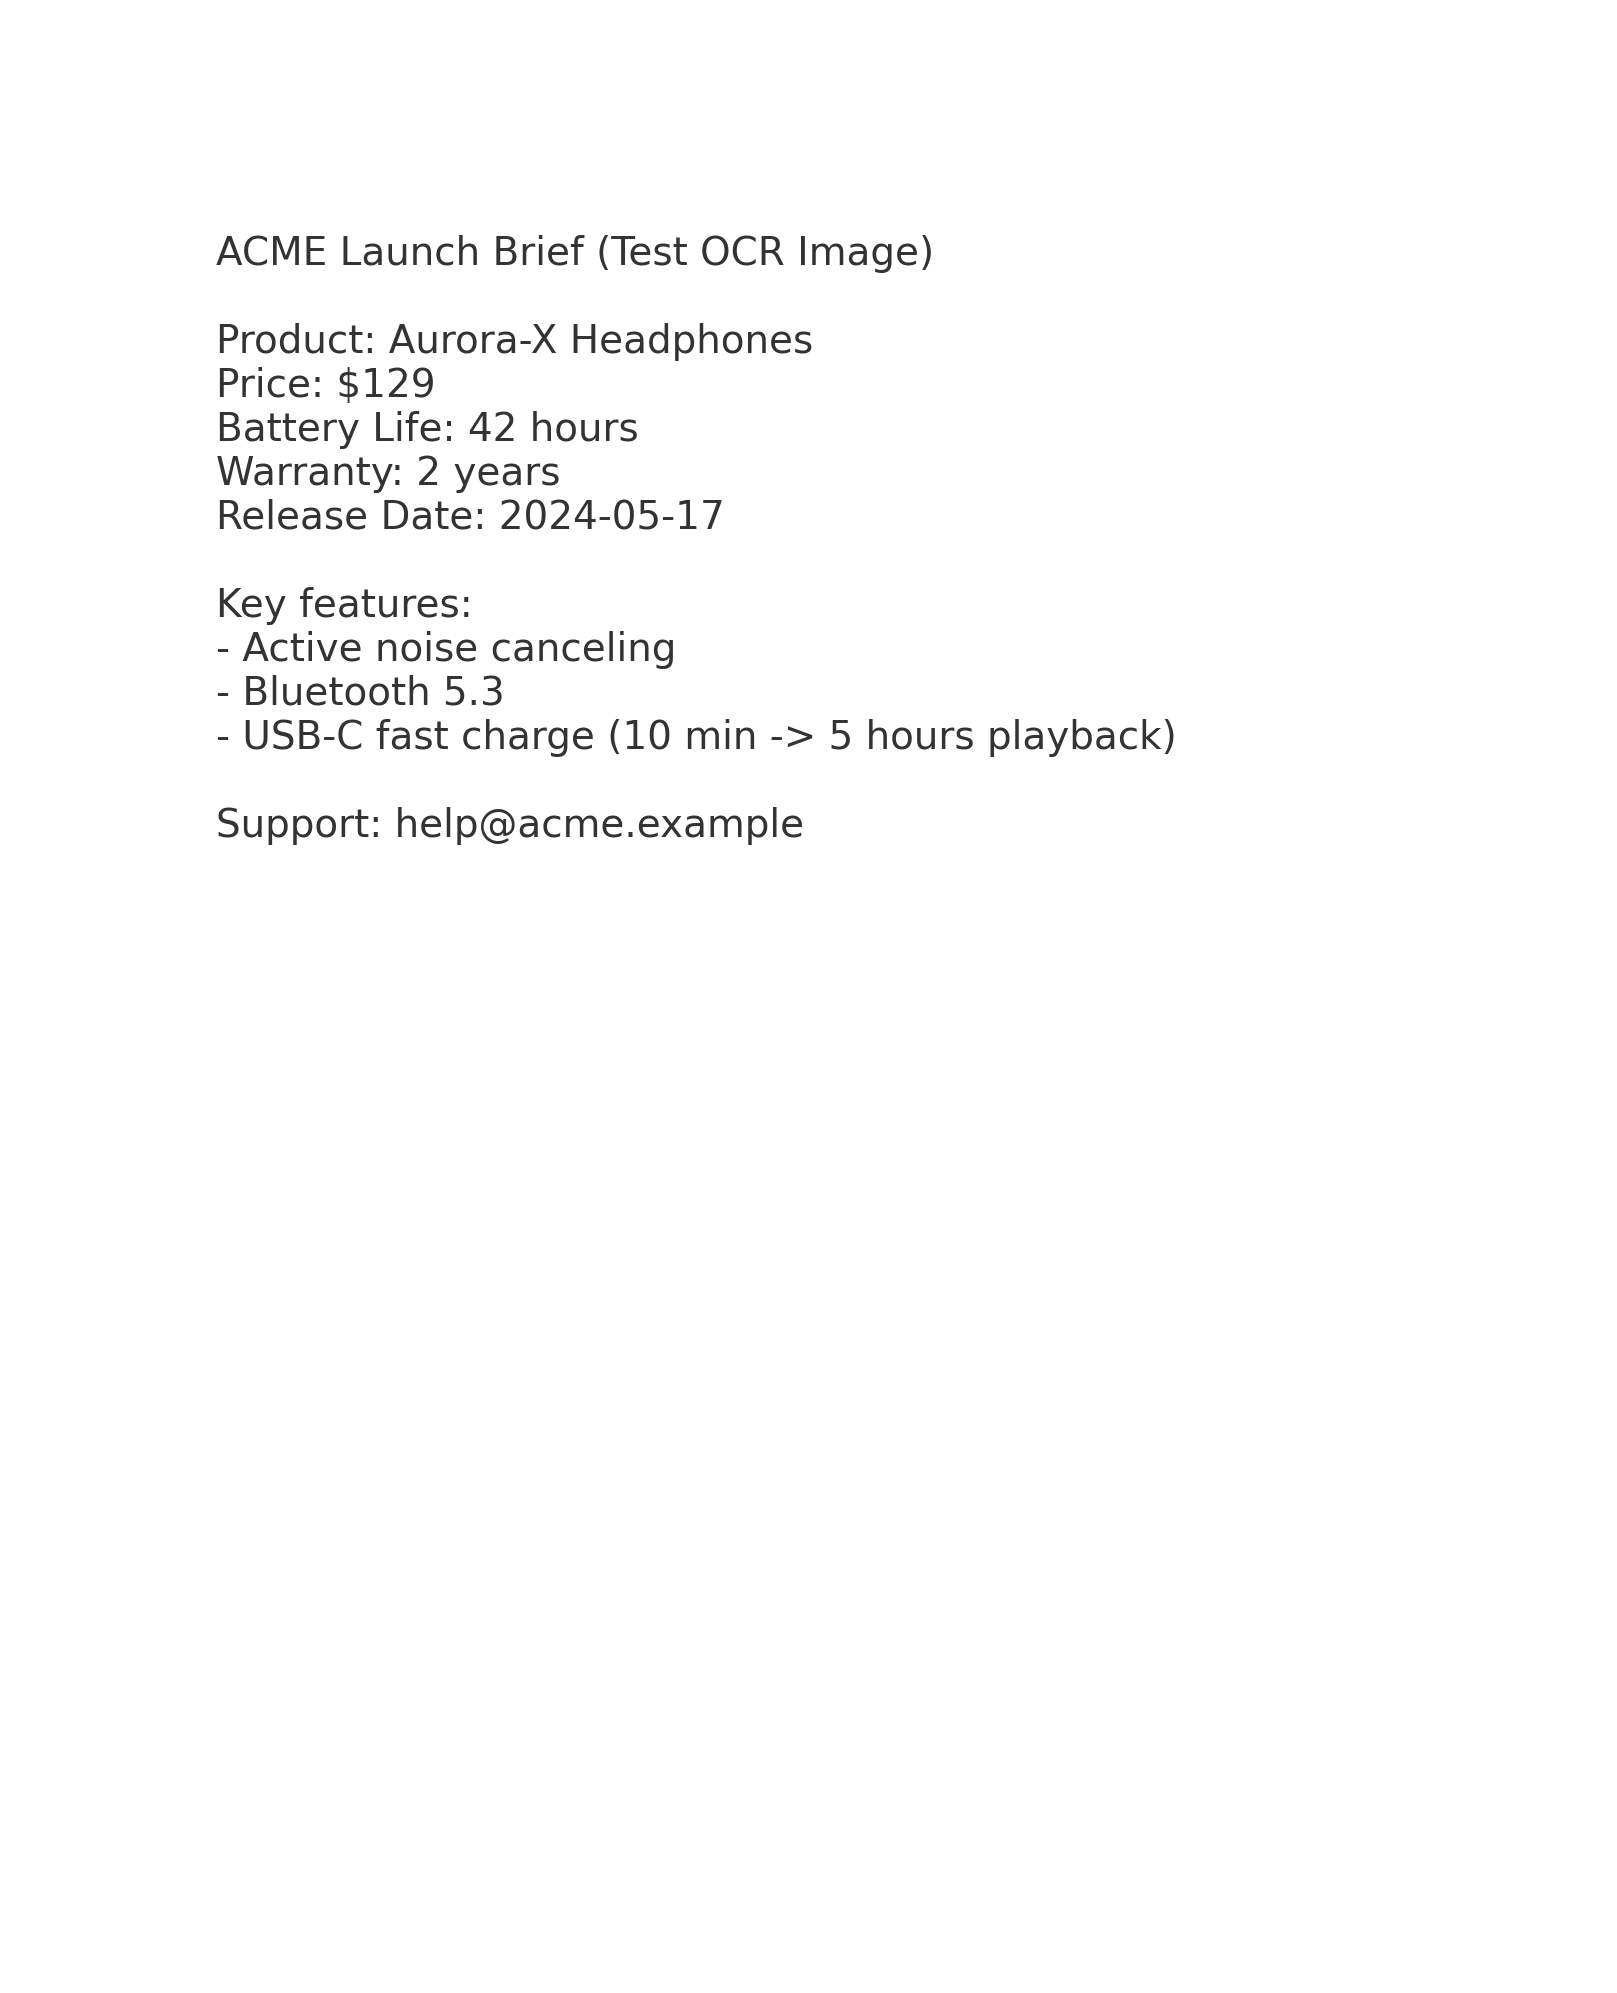 ACME Launch Brief (Test OCR Image)
Product: Aurora-X Headphones
Price: $129
Battery Life: 42 hours
Warranty: 2 years
Release Date: 2024-05-17
Key features:
- Active noise canceling
- Bluetooth 5.3
- USB-C fast charge (10 min -> 5 hours playback)
Support: help@acme.example